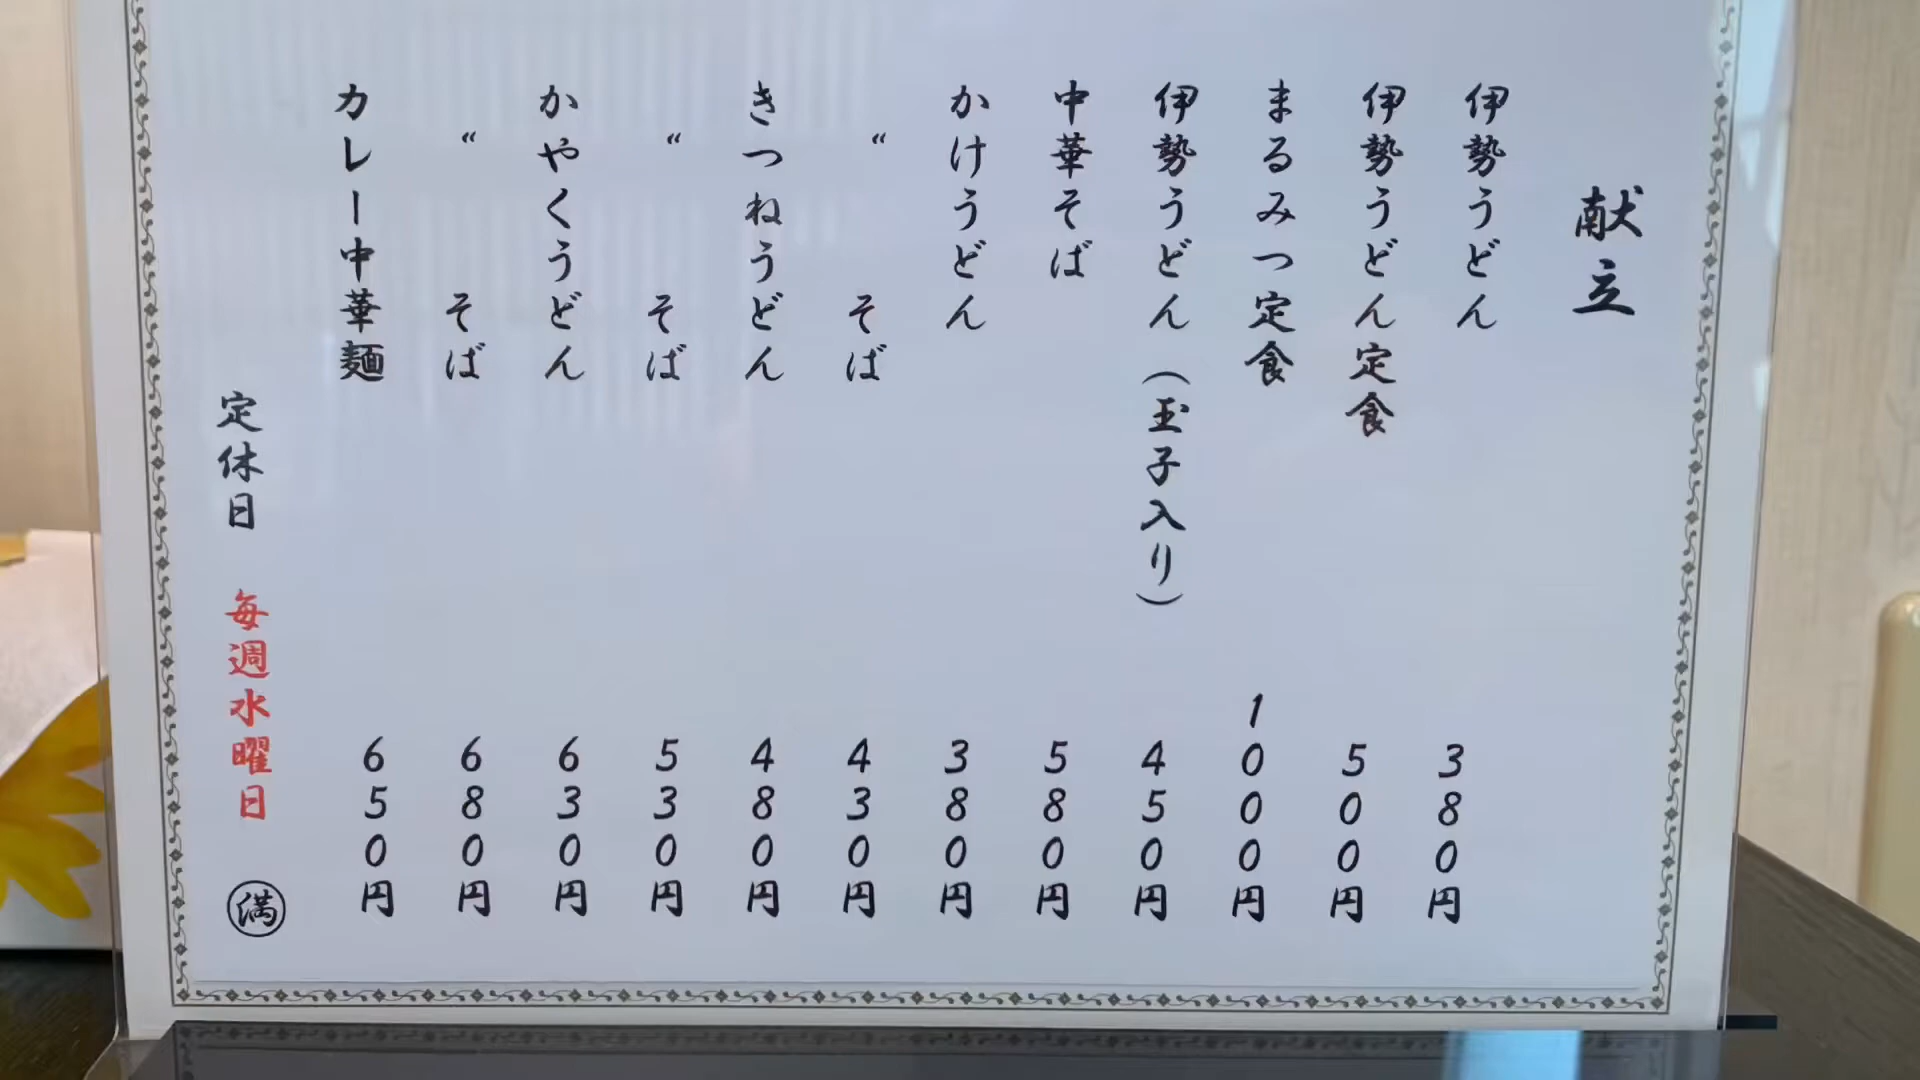 献立
伊勢うどん 380円
伊勢うどん定食 500円
まるみつ定食 1000円
伊勢うどん（玉子入り） 450円
中華そば 580円
かけうどん 380円
〃 そば 430円
きつねうどん 480円
〃 そば 530円
かやくうどん 630円
〃 そば 680円
カレー中華麺 650円
定休日 毎週水曜日 満